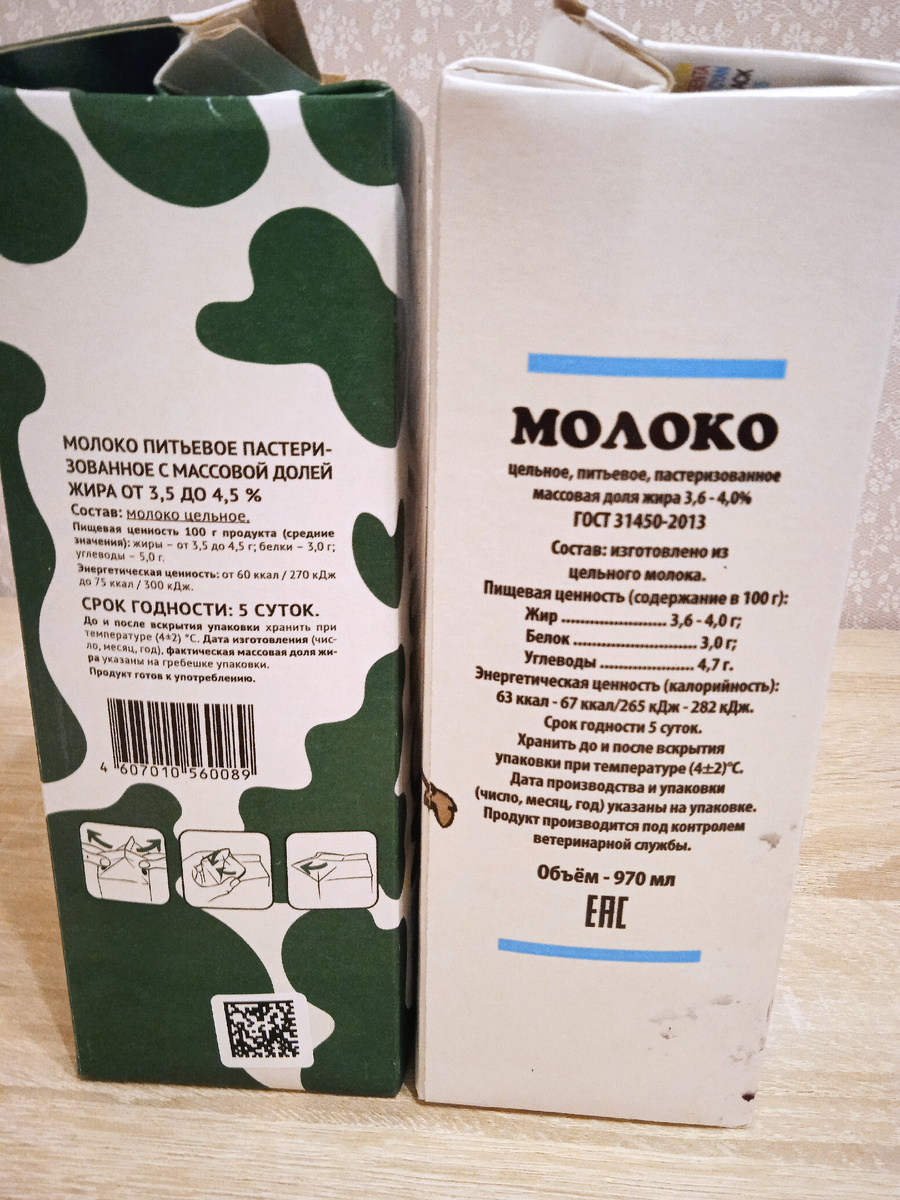 МОЛОКО ПИТЬЕВОЕ ПАСТЕРИ-
ЗОВАННОЕ С МАССОВОЙ ДОЛЕЙ
ЖИРА ОТ 3,5 ДО 4,5 %
Состав: молоко цельное.
Пищевая ценность 100 г продукта (средние
значения): жиры – от 3,5 до 4,5 г; белки – 3,0 г;
углеводы – 5,0 г.
Энергетическая ценность: от 60 ккал / 270 кДж
до 75 ккал / 300 кДж.
СРОК ГОДНОСТИ: 5 СУТОК.
До и после вскрытия упаковки хранить при
температуре (4±2) °С. Дата изготовления (чис-
ло, месяц, год), фактическая массовая доля жи-
ра указаны на гребешке упаковки.
Продукт готов к употреблению.
4 607010 560089
МОЛОКО
цельное, питьевое, пастеризованное
массовая доля жира 3,6 - 4,0%
ГОСТ 31450-2013
Состав: изготовлено из
цельного молока.
Пищевая ценность (содержание в 100 г):
Жир ....................... 3,6 - 4,0 г;
Белок ........................... 3,0 г;
Углеводы ..................... 4,7 г.
Энергетическая ценность (калорийность):
63 ккал - 67 ккал/265 кДж - 282 кДж.
Срок годности 5 суток.
Хранить до и после вскрытия
упаковки при температуре (4±2)°С.
Дата производства и упаковки
(число, месяц, год) указаны на упаковке.
Продукт производится под контролем
ветеринарной службы.
Объём - 970 мл
EAC